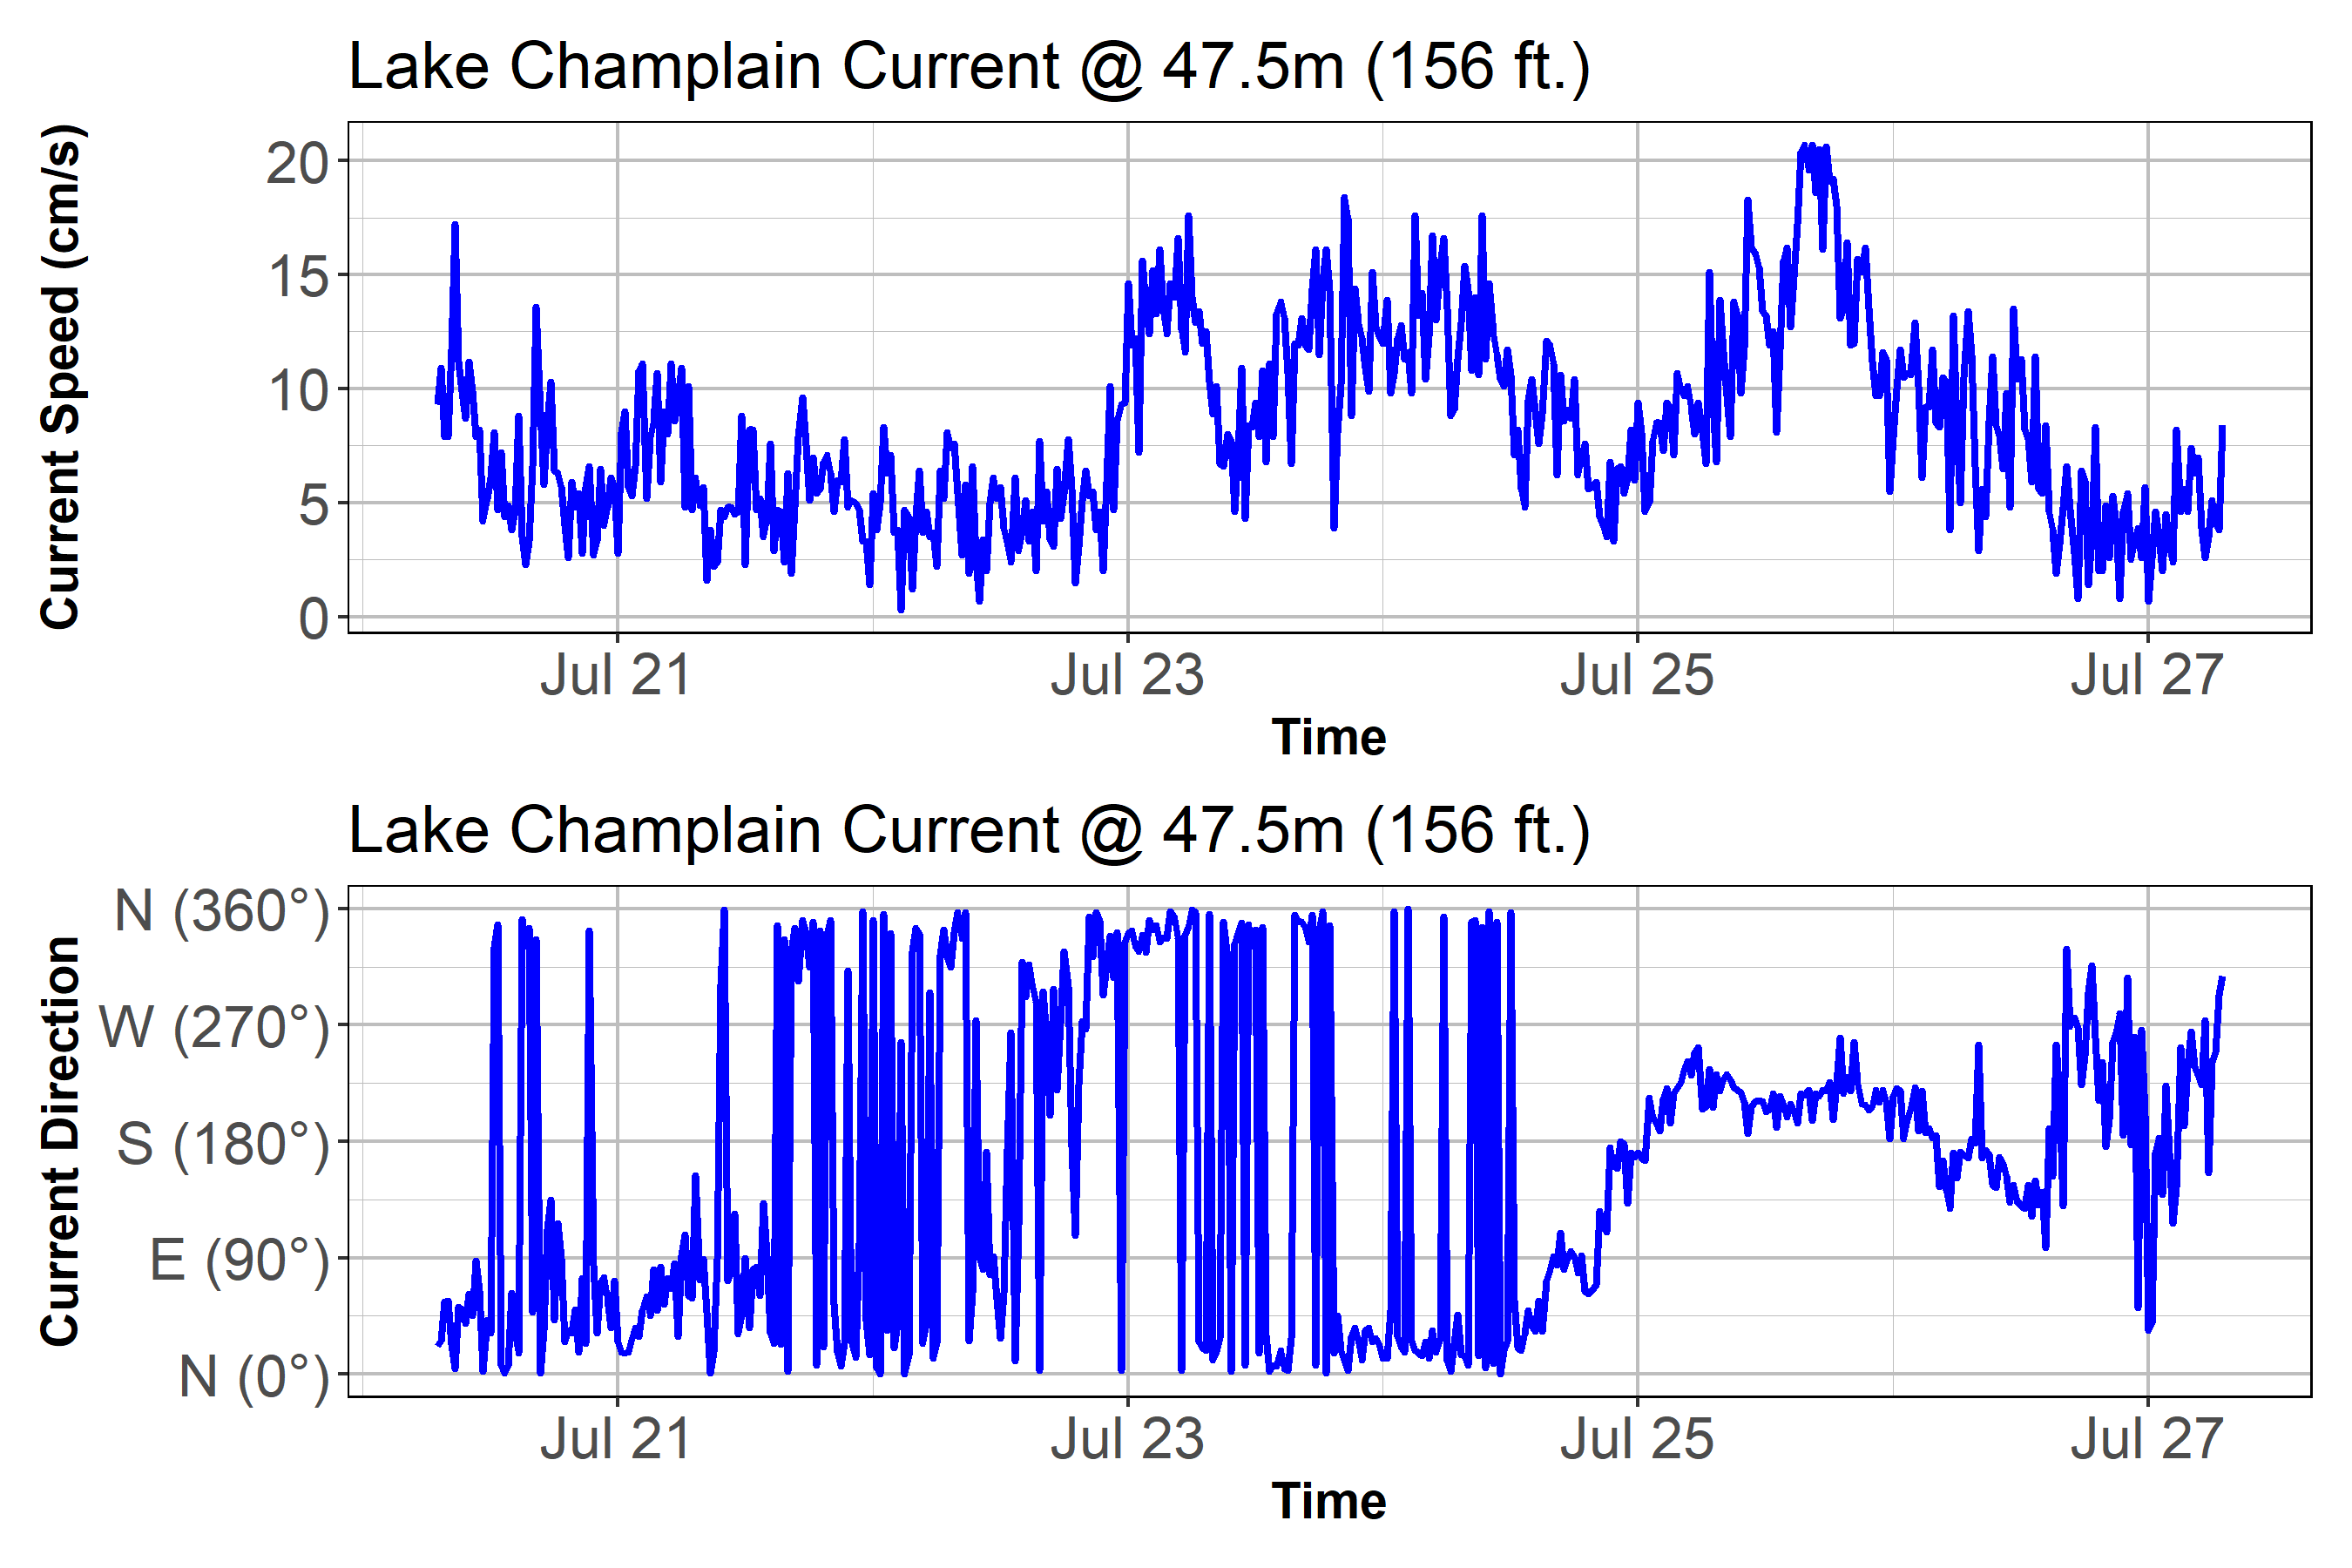 Lake Champlain Current @ 47.5m (156 ft.)
Current Speed (cm/s)
20
15
10
5
0
Jul 21 Jul 23 Jul 25 Jul 27
Time
Lake Champlain Current @ 47.5m (156 ft.)
Current Direction
N (360°)
W (270°)
S (180°)
E (90°)
N (0°)
Jul 21 Jul 23 Jul 25 Jul 27
Time